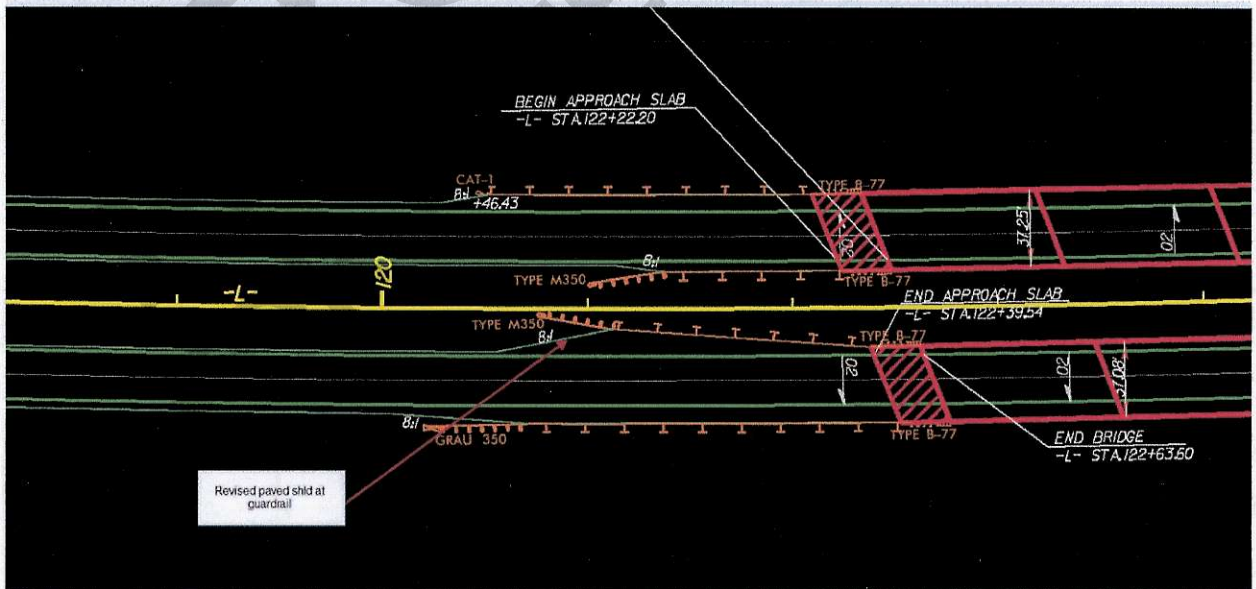 BEGIN APPROACH SLAB
-L- STA.122+22.20
CAT-1
8:1
+46.43
TYPE B-77
37.25'
02
02
8:1
TYPE M350
TYPE B-77
120
-L-
END APPROACH SLAB
-L- STA.122+39.54
TYPE M350
8:1
TYPE B-77
02
02
37.08'
8:1
GRAU 350
TYPE B-77
END BRIDGE
-L- STA.122+63.60
Revised paved shld at
guardrail